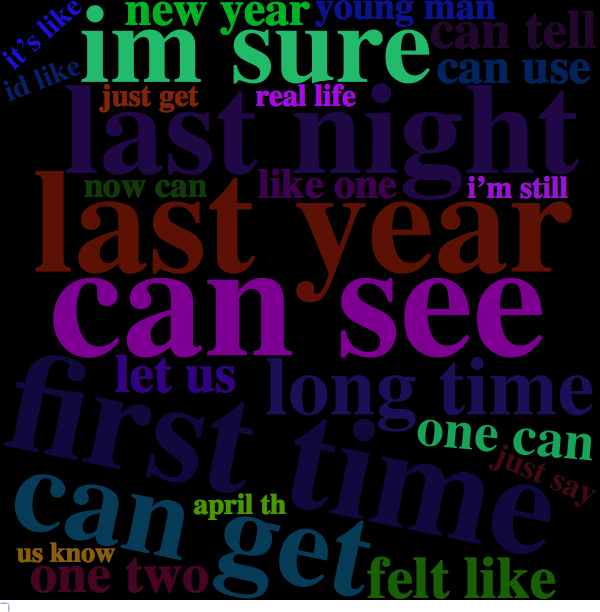 new year
young man
it's like
im sure
can tell
id like
can use
just get
real life
last night
now can
like one
i'm still
last year
can see
let us
long time
first time
one can
just say
can get
april th
us know
one two
felt like